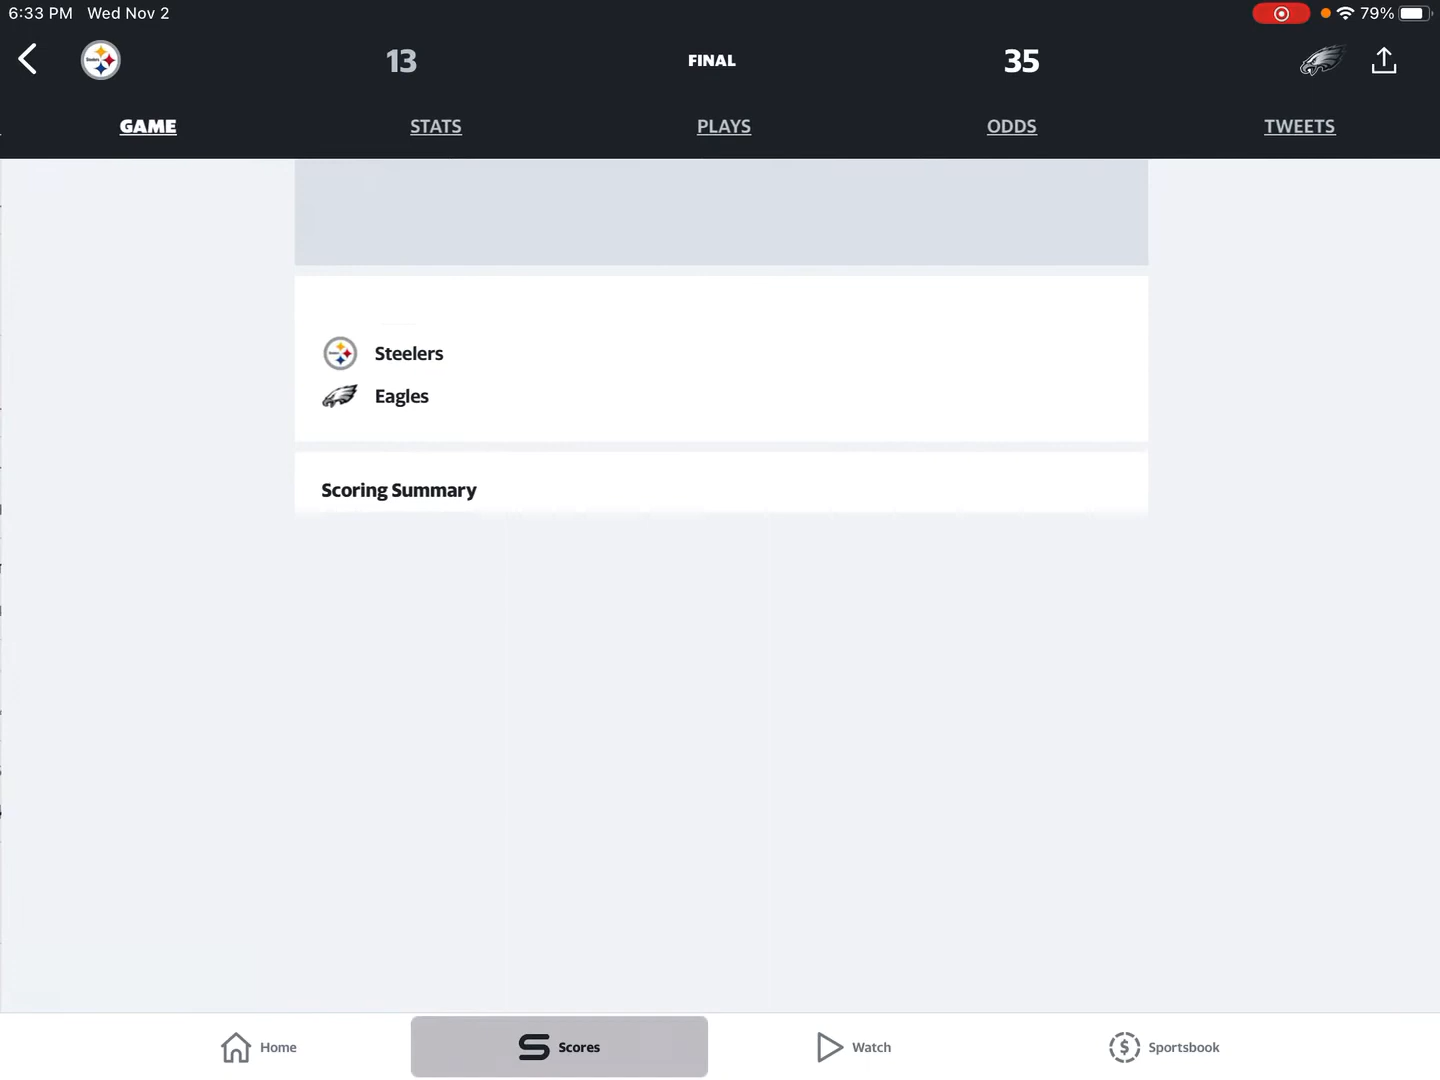 6:33 PM Wed Nov 2
79%
13 FINAL 35
GAME STATS PLAYS ODDS TWEETS
Steelers
Eagles
Scoring Summary
Home Scores Watch Sportsbook